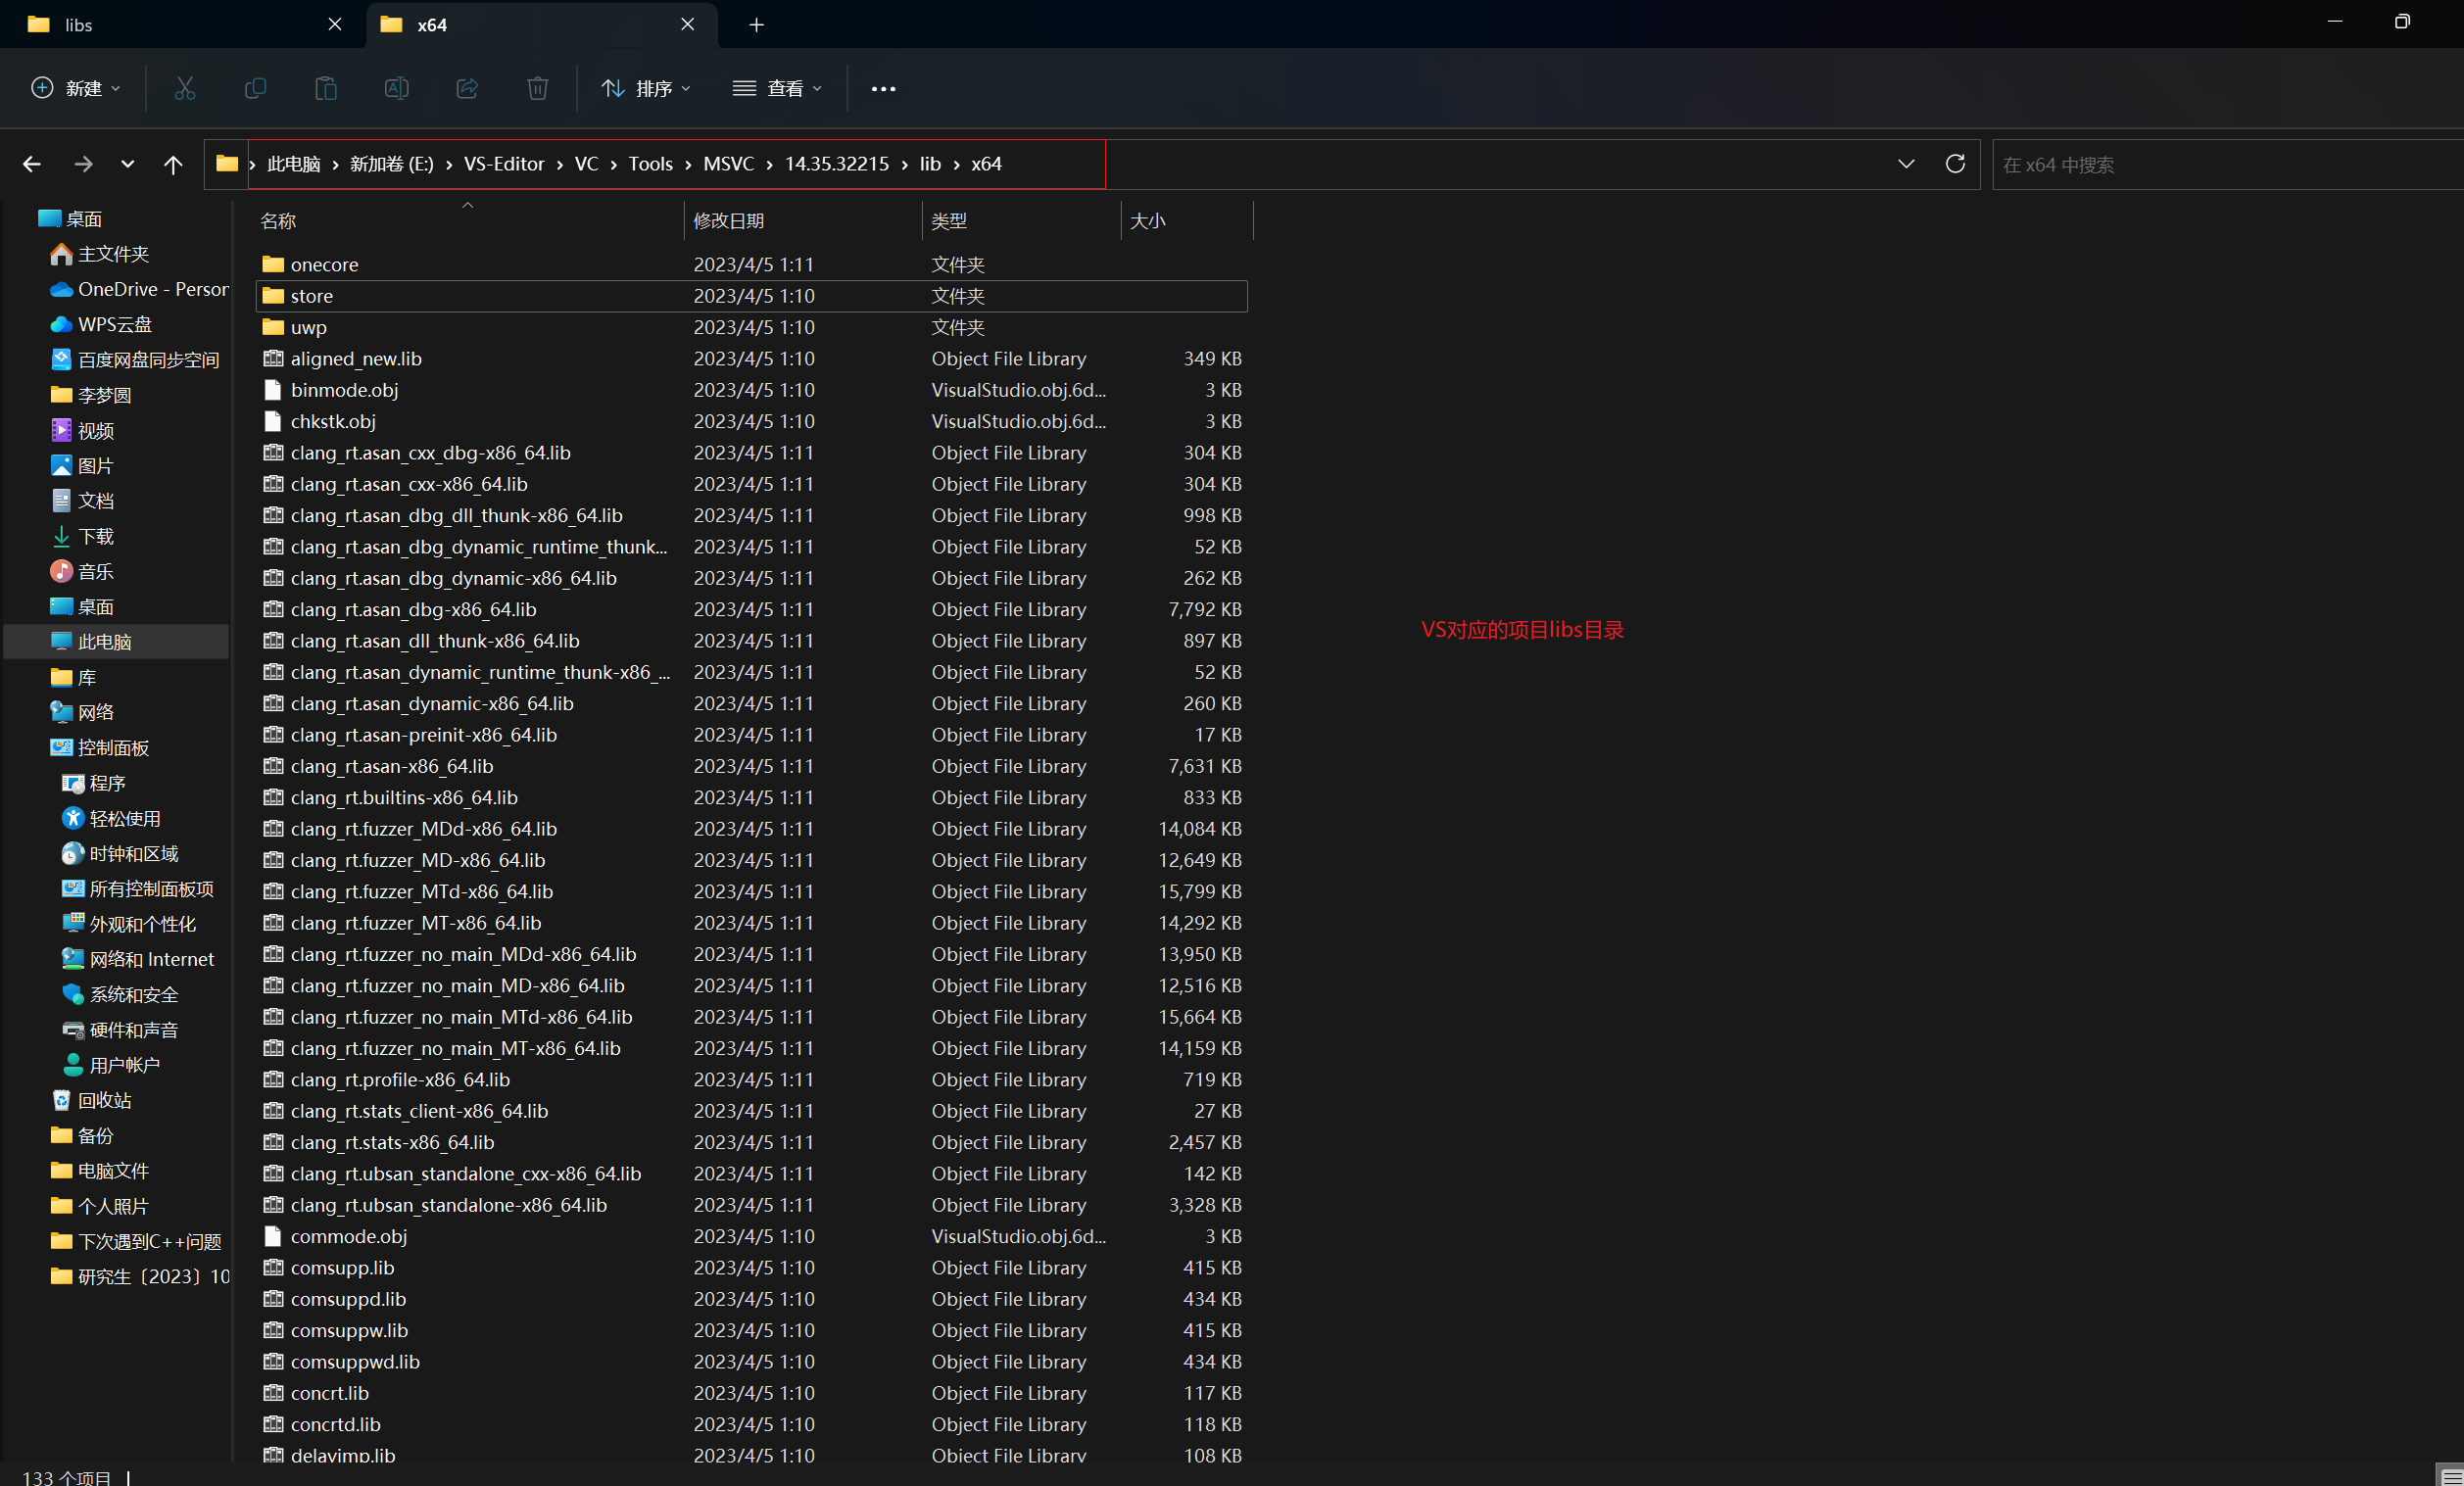 libs
x64
新建
排序
查看
此电脑 › 新加卷 (E:) › VS-Editor › VC › Tools › MSVC › 14.35.32215 › lib › x64
在 x64 中搜索
桌面
主文件夹
OneDrive - Person
WPS云盘
百度网盘同步空间
李梦圆
视频
图片
文档
下载
音乐
桌面
此电脑
库
网络
控制面板
程序
轻松使用
时钟和区域
所有控制面板项
外观和个性化
网络和 Internet
系统和安全
硬件和声音
用户帐户
回收站
备份
电脑文件
个人照片
下次遇到C++问题
研究生〔2023〕10
名称 修改日期 类型 大小
onecore 2023/4/5 1:11 文件夹
store 2023/4/5 1:10 文件夹
uwp 2023/4/5 1:10 文件夹
aligned_new.lib 2023/4/5 1:10 Object File Library 349 KB
binmode.obj 2023/4/5 1:10 VisualStudio.obj.6d... 3 KB
chkstk.obj 2023/4/5 1:10 VisualStudio.obj.6d... 3 KB
clang_rt.asan_cxx_dbg-x86_64.lib 2023/4/5 1:11 Object File Library 304 KB
clang_rt.asan_cxx-x86_64.lib 2023/4/5 1:11 Object File Library 304 KB
clang_rt.asan_dbg_dll_thunk-x86_64.lib 2023/4/5 1:11 Object File Library 998 KB
clang_rt.asan_dbg_dynamic_runtime_thunk... 2023/4/5 1:11 Object File Library 52 KB
clang_rt.asan_dbg_dynamic-x86_64.lib 2023/4/5 1:11 Object File Library 262 KB
clang_rt.asan_dbg-x86_64.lib 2023/4/5 1:11 Object File Library 7,792 KB
clang_rt.asan_dll_thunk-x86_64.lib 2023/4/5 1:11 Object File Library 897 KB
clang_rt.asan_dynamic_runtime_thunk-x86_... 2023/4/5 1:11 Object File Library 52 KB
clang_rt.asan_dynamic-x86_64.lib 2023/4/5 1:11 Object File Library 260 KB
clang_rt.asan-preinit-x86_64.lib 2023/4/5 1:11 Object File Library 17 KB
clang_rt.asan-x86_64.lib 2023/4/5 1:11 Object File Library 7,631 KB
clang_rt.builtins-x86_64.lib 2023/4/5 1:11 Object File Library 833 KB
clang_rt.fuzzer_MDd-x86_64.lib 2023/4/5 1:11 Object File Library 14,084 KB
clang_rt.fuzzer_MD-x86_64.lib 2023/4/5 1:11 Object File Library 12,649 KB
clang_rt.fuzzer_MTd-x86_64.lib 2023/4/5 1:11 Object File Library 15,799 KB
clang_rt.fuzzer_MT-x86_64.lib 2023/4/5 1:11 Object File Library 14,292 KB
clang_rt.fuzzer_no_main_MDd-x86_64.lib 2023/4/5 1:11 Object File Library 13,950 KB
clang_rt.fuzzer_no_main_MD-x86_64.lib 2023/4/5 1:11 Object File Library 12,516 KB
clang_rt.fuzzer_no_main_MTd-x86_64.lib 2023/4/5 1:11 Object File Library 15,664 KB
clang_rt.fuzzer_no_main_MT-x86_64.lib 2023/4/5 1:11 Object File Library 14,159 KB
clang_rt.profile-x86_64.lib 2023/4/5 1:11 Object File Library 719 KB
clang_rt.stats_client-x86_64.lib 2023/4/5 1:11 Object File Library 27 KB
clang_rt.stats-x86_64.lib 2023/4/5 1:11 Object File Library 2,457 KB
clang_rt.ubsan_standalone_cxx-x86_64.lib 2023/4/5 1:11 Object File Library 142 KB
clang_rt.ubsan_standalone-x86_64.lib 2023/4/5 1:11 Object File Library 3,328 KB
commode.obj 2023/4/5 1:10 VisualStudio.obj.6d... 3 KB
comsupp.lib 2023/4/5 1:10 Object File Library 415 KB
comsuppd.lib 2023/4/5 1:10 Object File Library 434 KB
comsuppw.lib 2023/4/5 1:10 Object File Library 415 KB
comsuppwd.lib 2023/4/5 1:10 Object File Library 434 KB
concrt.lib 2023/4/5 1:10 Object File Library 117 KB
concrtd.lib 2023/4/5 1:10 Object File Library 118 KB
delayimp.lib 2023/4/5 1:10 Object File Library 108 KB
VS对应的项目libs目录
133 个项目